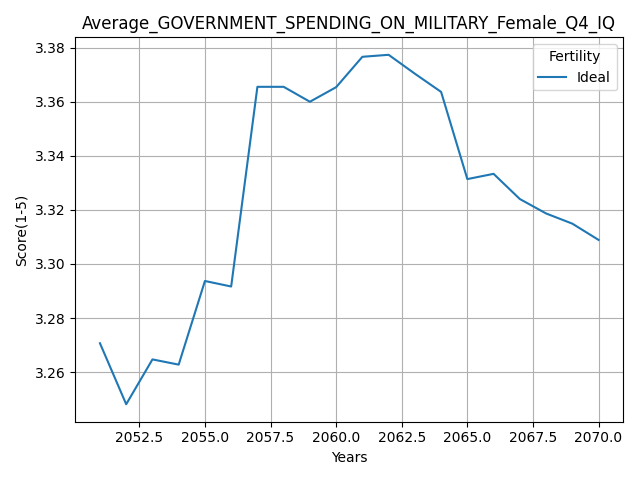 Average_GOVERNMENT_SPENDING_ON_MILITARY_Female_Q4_IQ
Fertility
Ideal
Score(1-5)
3.38
3.36
3.34
3.32
3.30
3.28
3.26
2052.5 2055.0 2057.5 2060.0 2062.5 2065.0 2067.5 2070.0
Years